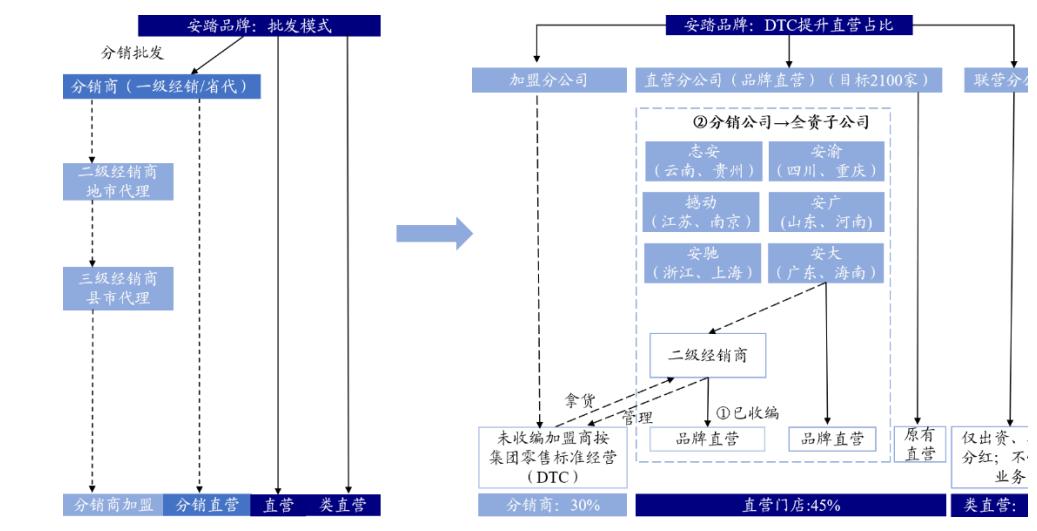 安踏品牌：批发模式
分销批发
分销商（一级经销/省代）
二级经销商
地市代理
三级经销商
县市代理
分销商加盟
分销直营
直营
类直营
安踏品牌：DTC提升直营占比
加盟分公司
直营分公司（品牌直营）（目标2100家）
联营分
②分销公司→全资子公司
志安
（云南、贵州）
安渝
（四川、重庆）
撼动
（江苏、南京）
安广
(山东、河南)
安驰
（浙江、上海）
安大
（广东、海南）
二级经销商
拿货
管理
①已收编
未收编加盟商按
集团零售标准经营
（DTC）
品牌直营
品牌直营
原有
直营
仅出资、
分红；不
业务
分销商：30%
直营门店:45%
类直营：